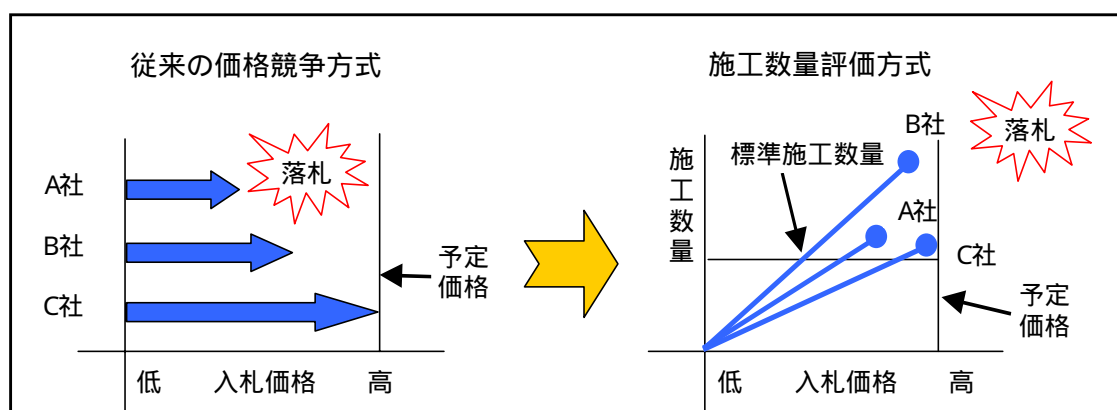 従来の価格競争方式
落札
A社
B社
C社
予定
価格
低 入札価格 高
施工数量評価方式
落札
B社
標準施工数量
施工数量
A社
C社
予定
価格
低 入札価格 高